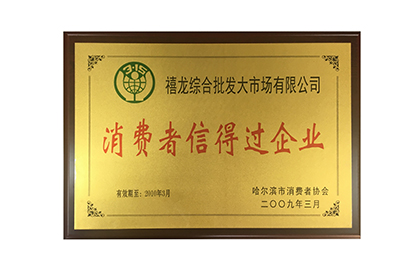 315
禧龙综合批发大市场有限公司
消费者信得过企业
有效期至：2010年3月
哈尔滨市消费者协会
二〇〇九年三月